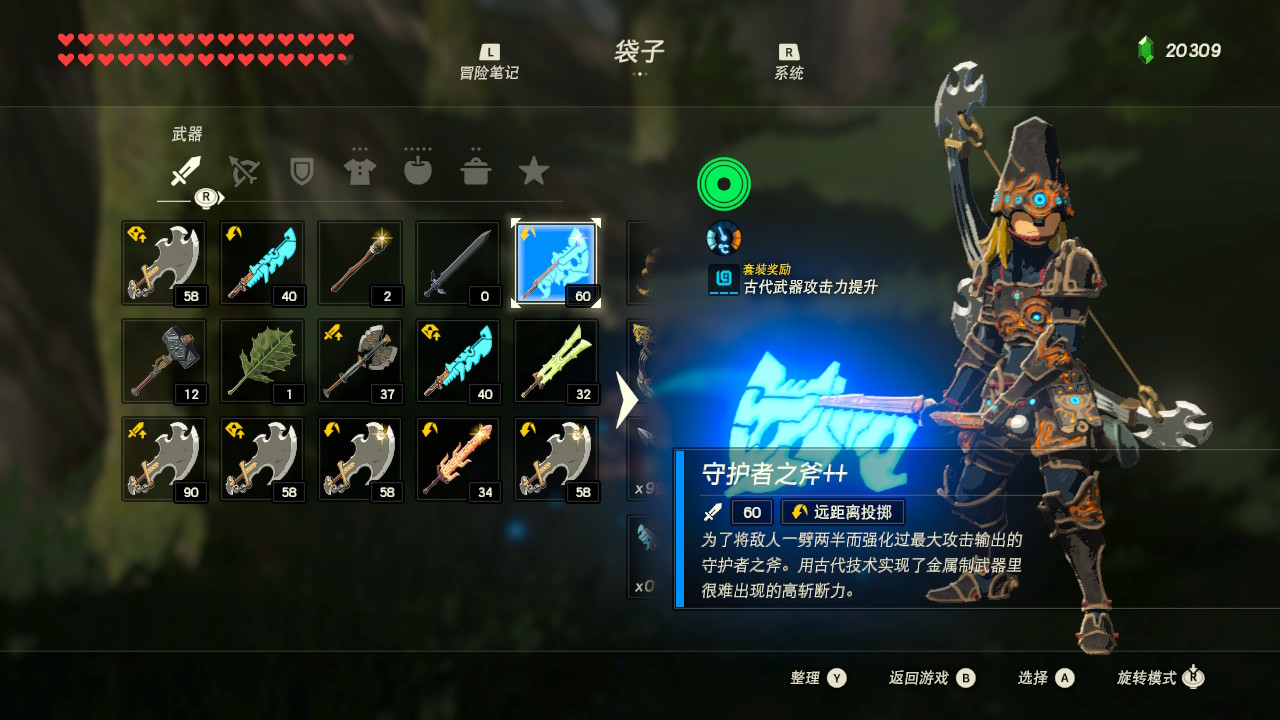 L
冒险笔记
袋子
R
系统
20309
武器
R
58
40
2
0
60
12
1
37
40
32
90
58
58
34
58
x99
x0
套装奖励
古代武器攻击力提升
守护者之斧++
60
远距离投掷
为了将敌人一劈两半而强化过最大攻击输出的
守护者之斧。用古代技术实现了金属制武器里
很难出现的高斩断力。
整理 Y
返回游戏 B
选择 A
旋转模式 R